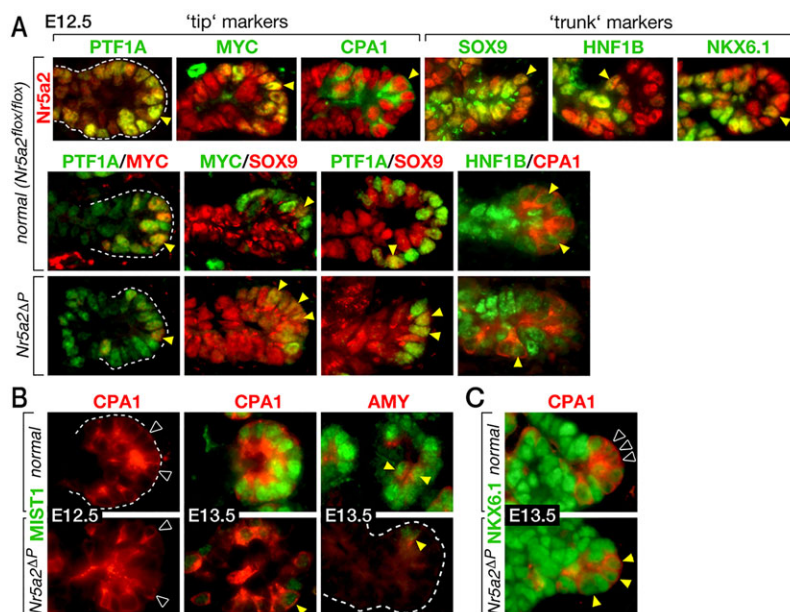 A
E12.5
'tip' markers
'trunk' markers
PTF1A
MYC
CPA1
SOX9
HNF1B
NKX6.1
Nr5a2
normal (Nr5a2flox/flox)
PTF1A/MYC
MYC/SOX9
PTF1A/SOX9
HNF1B/CPA1
Nr5a2ΔP
B
CPA1
CPA1
AMY
C
CPA1
MIST1
normal
NKX6.1
normal
E12.5
E13.5
E13.5
E13.5
Nr5a2ΔP
Nr5a2ΔP